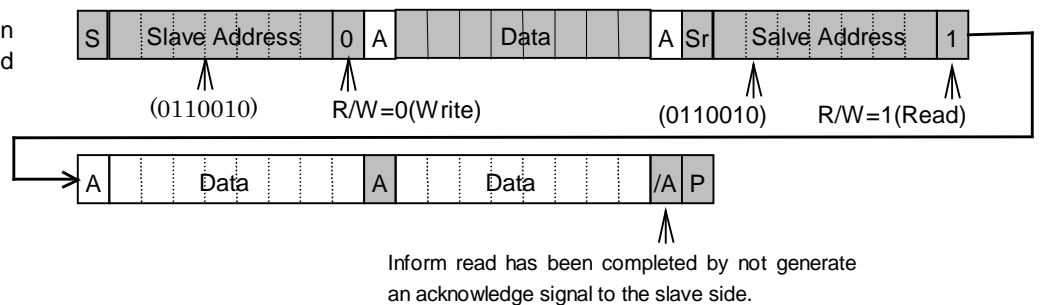 n
d
S Slave Address 0 A Data A Sr Salve Address 1
(0110010) R/W=0(Write) (0110010) R/W=1(Read)
A Data A Data /A P
Inform read has been completed by not generate
an acknowledge signal to the slave side.